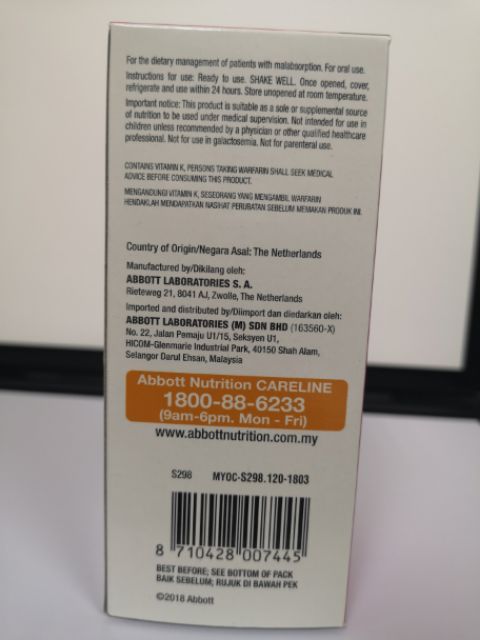 For the dietary management of patients with malabsorption. For oral use.
Instructions for use: Ready to use. SHAKE WELL. Once opened, cover,
refrigerate and use within 24 hours. Store unopened at room temperature.
Important notice: This product is suitable as a sole or supplemental source
of nutrition to be used under medical supervision. Not intended for use in
children unless recommended by a physician or other qualified healthcare
professional. Not for use in galactosemia. Not for parenteral use.
CONTAINS VITAMIN K, PERSONS TAKING WARFARIN SHALL SEEK MEDICAL
ADVICE BEFORE CONSUMING THIS PRODUCT.
MENGANDUNGI VITAMIN K, SESEORANG YANG MENGAMBIL WARFARIN
HENDAKLAH MENDAPATKAN NASIHAT PERUBATAN SEBELUM MEMAKAN PRODUK INI.
Country of Origin/Negara Asal: The Netherlands
Manufactured by/Dikilang oleh:
ABBOTT LABORATORIES S. A.
Rieteweg 21, 8041 AJ, Zwolle, The Netherlands
Imported and distributed by/Diimport dan diedarkan oleh:
ABBOTT LABORATORIES (M) SDN BHD (163560-X)
No. 22, Jalan Pemaju U1/15, Seksyen U1,
HICOM-Glenmarie Industrial Park, 40150 Shah Alam,
Selangor Darul Ehsan, Malaysia
Abbott Nutrition CARELINE
1800-88-6233
(9am-6pm. Mon - Fri)
www.abbottnutrition.com.my
S298 MYOC-S298.120-1803
8 710428 007445
BEST BEFORE; SEE BOTTOM OF PACK
BAIK SEBELUM; RUJUK DI BAWAH PEK
©2018 Abbott